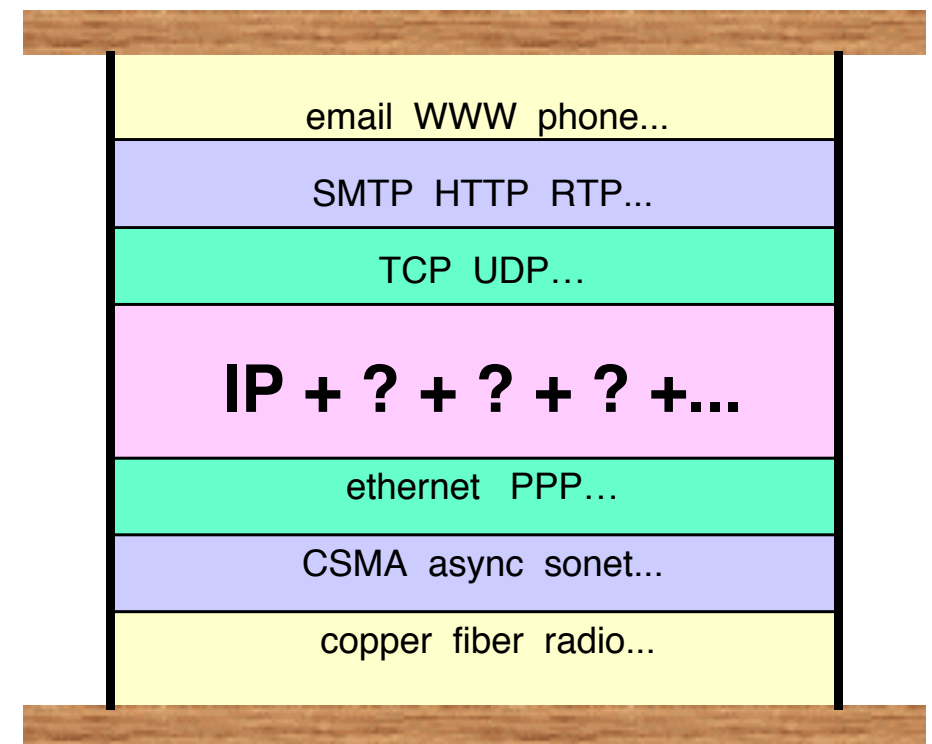 email WWW phone...
SMTP HTTP RTP...
TCP UDP…
IP + ? + ? + ? +...
ethernet PPP…
CSMA async sonet...
copper fiber radio...